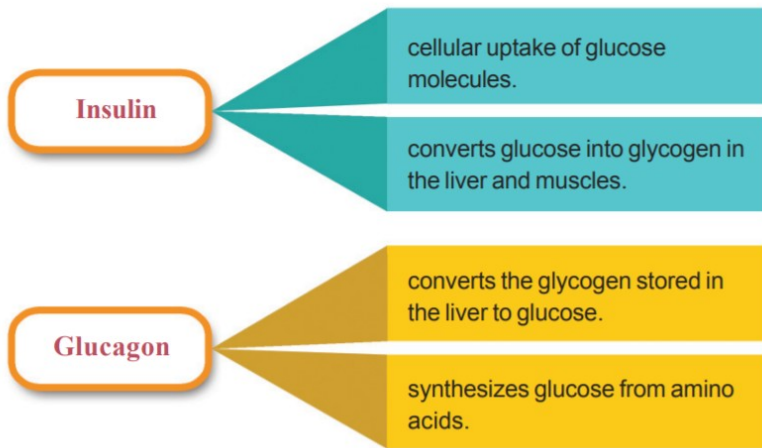 Insulin
cellular uptake of glucose
molecules.
converts glucose into glycogen in
the liver and muscles.
Glucagon
converts the glycogen stored in
the liver to glucose.
synthesizes glucose from amino
acids.